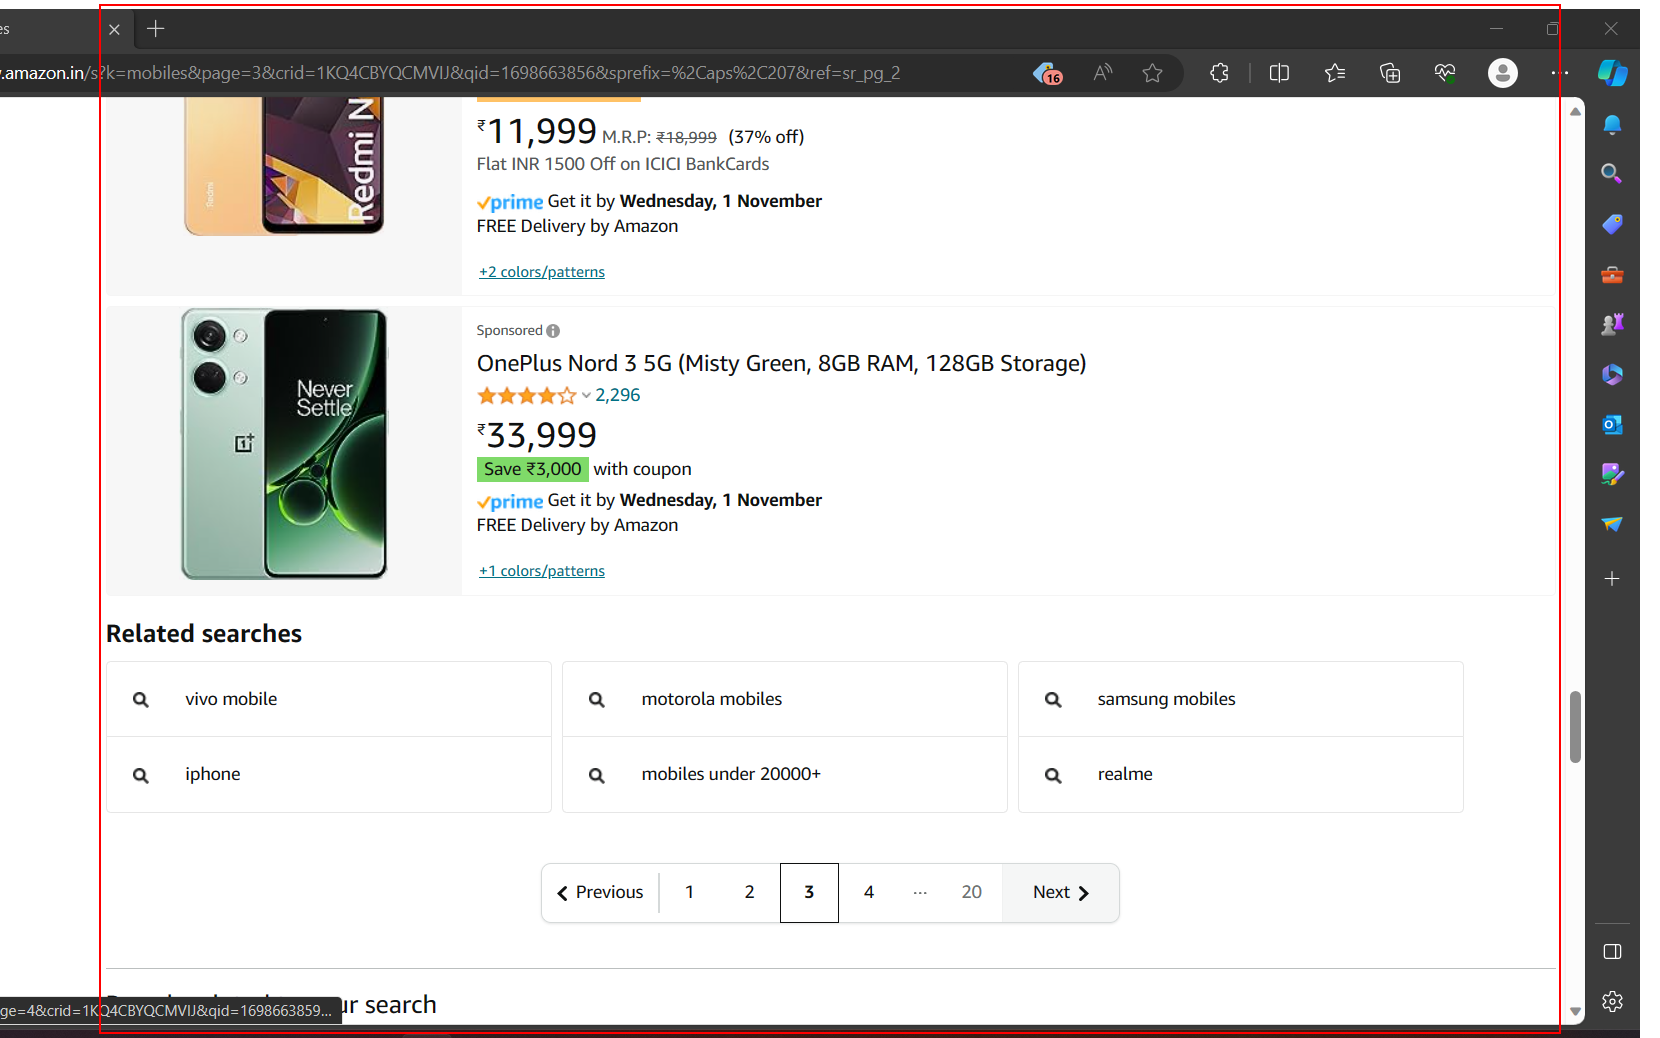 es
.amazon.in/s?k=mobiles&page=3&crid=1KQ4CBYQCMVIJ&qid=1698663856&sprefix=%2Caps%2C207&ref=sr_pg_2
16
Redmi N
Redmi
₹11,999 M.R.P: ₹18,999 (37% off)
Flat INR 1500 Off on ICICI BankCards
prime Get it by Wednesday, 1 November
FREE Delivery by Amazon
+2 colors/patterns
Never
Settle
Sponsored
OnePlus Nord 3 5G (Misty Green, 8GB RAM, 128GB Storage)
2,296
₹33,999
Save ₹3,000 with coupon
prime Get it by Wednesday, 1 November
FREE Delivery by Amazon
+1 colors/patterns
Related searches
vivo mobile
motorola mobiles
samsung mobiles
iphone
mobiles under 20000+
realme
Previous 1 2 3 4 ... 20 Next
ur search
ge=4&crid=1KQ4CBYQCMVIJ&qid=1698663859...